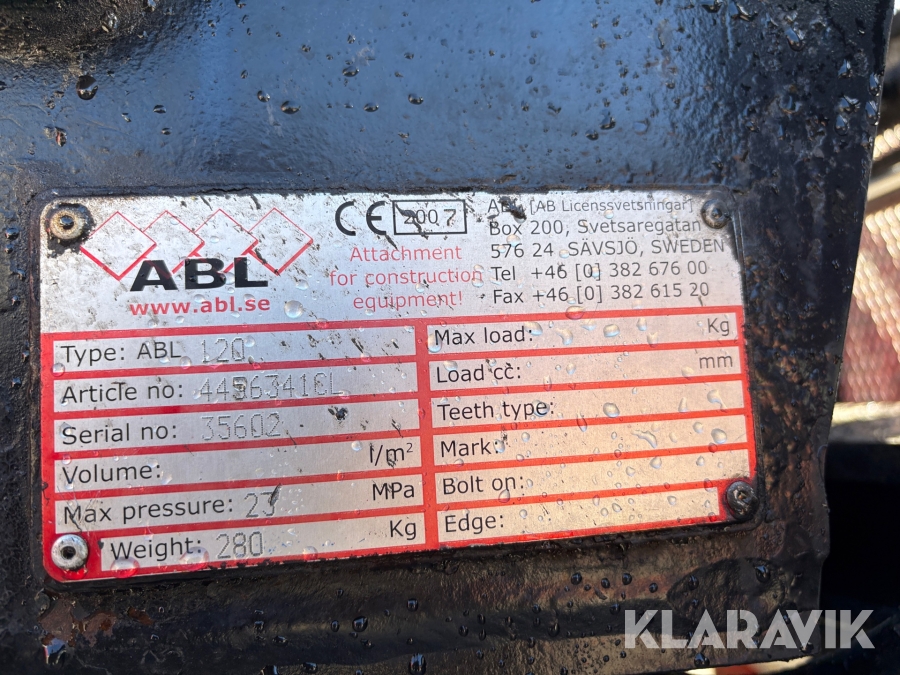 ABL
www.abl.se
CE 2007
Attachment
for construction
equipment!
ABL [AB Licenssvetsningar]
Box 200, Svetsaregatan
576 24 SÄVSJÖ, SWEDEN
Tel +46 [0] 382 676 00
Fax +46 [0] 382 615 20
Type: ABL 120
Article no: 4456341CL
Serial no: 35602
Volume: l/m²
Max pressure: 23 MPa
Weight: 280 Kg
Max load: Kg
Load cc: mm
Teeth type:
Mark:
Bolt on:
Edge:
KLARAVIK